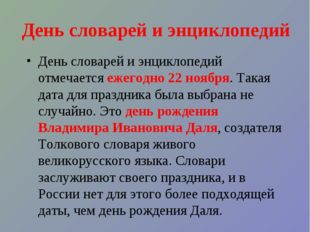 День словарей и энциклопедий
• День словарей и энциклопедий
отмечается ежегодно 22 ноября. Такая
дата для праздника была выбрана не
случайно. Это день рождения
Владимира Ивановича Даля, создателя
Толкового словаря живого
великорусского языка. Словари
заслуживают своего праздника, и в
России нет для этого более подходящей
даты, чем день рождения Даля.